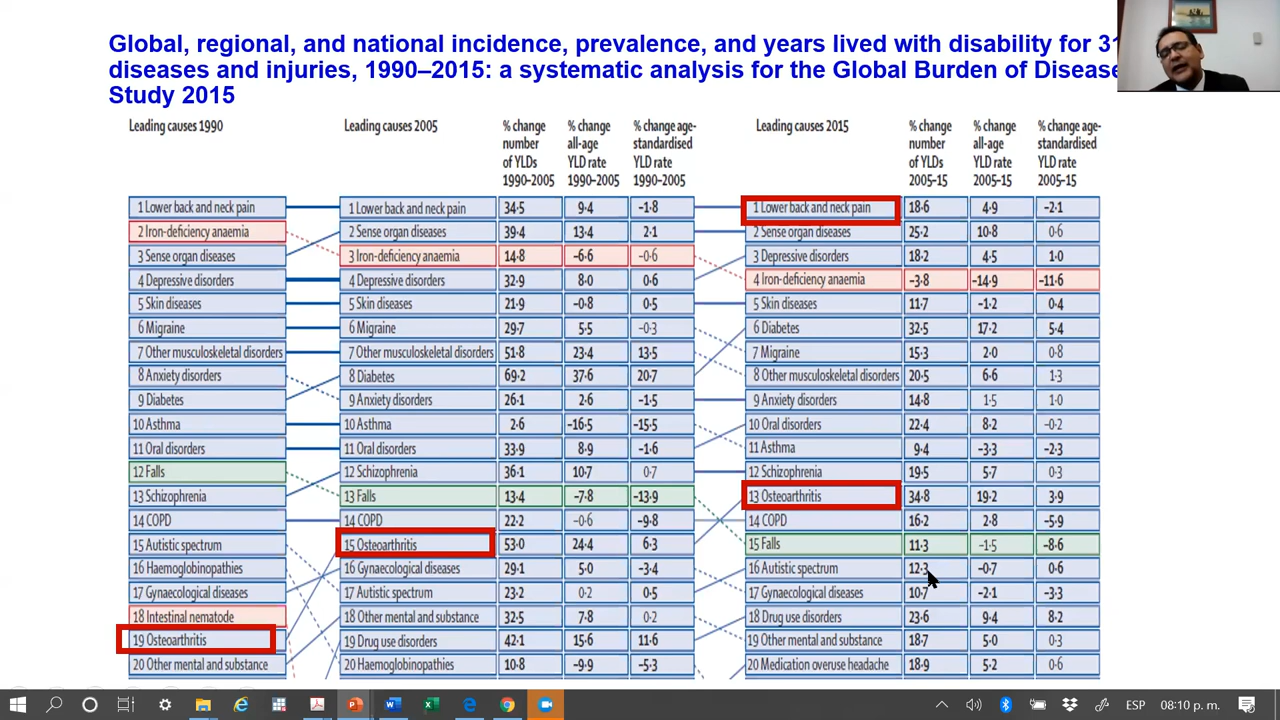 Global, regional, and national incidence, prevalence, and years lived with disability for 31
diseases and injuries, 1990–2015: a systematic analysis for the Global Burden of Disease
Study 2015
Leading causes 1990
Leading causes 2005
% change number of YLDs 1990–2005
% change all-age YLD rate 1990–2005
% change age-standardised YLD rate 1990–2005
Leading causes 2015
% change number of YLDs 2005–15
% change all-age YLD rate 2005–15
% change age-standardised YLD rate 2005–15
1 Lower back and neck pain 1 Lower back and neck pain 34·5 9·4 −1·8 1 Lower back and neck pain 18·6 4·9 −2·1
2 Iron-deficiency anaemia 2 Sense organ diseases 39·4 13·4 2·1 2 Sense organ diseases 25·2 10·8 0·6
3 Sense organ diseases 3 Iron-deficiency anaemia 14·8 −6·6 −0·6 3 Depressive disorders 18·2 4·5 1·0
4 Depressive disorders 4 Depressive disorders 32·9 8·0 0·6 4 Iron-deficiency anaemia −3·8 −14·9 −11·6
5 Skin diseases 5 Skin diseases 21·9 −0·8 0·5 5 Skin diseases 11·7 −1·2 0·4
6 Migraine 6 Migraine 29·7 5·5 −0·3 6 Diabetes 32·5 17·2 5·4
7 Other musculoskeletal disorders 7 Other musculoskeletal disorders 51·8 23·4 13·5 7 Migraine 15·3 2·0 0·8
8 Anxiety disorders 8 Diabetes 69·2 37·6 20·7 8 Other musculoskeletal disorders 20·5 6·6 1·3
9 Diabetes 9 Anxiety disorders 26·1 2·6 −1·5 9 Anxiety disorders 14·8 1·5 1·0
10 Asthma 10 Asthma 2·6 −16·5 −15·5 10 Oral disorders 22·4 8·2 −0·2
11 Oral disorders 11 Oral disorders 33·9 8·9 −1·6 11 Asthma 9·4 −3·3 −2·3
12 Falls 12 Schizophrenia 36·1 10·7 0·7 12 Schizophrenia 19·5 5·7 0·3
13 Schizophrenia 13 Falls 13·4 −7·8 −13·9 13 Osteoarthritis 34·8 19·2 3·9
14 COPD 14 COPD 22·2 −0·6 −9·8 14 COPD 16·2 2·8 −5·9
15 Autistic spectrum 15 Osteoarthritis 53·0 24·4 6·3 15 Falls 11·3 −1·5 −8·6
16 Haemoglobinopathies 16 Gynaecological diseases 29·1 5·0 −3·4 16 Autistic spectrum 12·3 −0·7 0·6
17 Gynaecological diseases 17 Autistic spectrum 23·2 0·2 0·5 17 Gynaecological diseases 10·7 −2·1 −3·3
18 Intestinal nematode 18 Other mental and substance 32·5 7·8 0·2 18 Drug use disorders 23·6 9·4 8·2
19 Osteoarthritis 19 Drug use disorders 42·1 15·6 11·6 19 Other mental and substance 18·7 5·0 0·3
20 Other mental and substance 20 Haemoglobinopathies 10·8 −9·9 −5·3 20 Medication overuse headache 18·9 5·2 0·6
ESP 08:10 p. m.